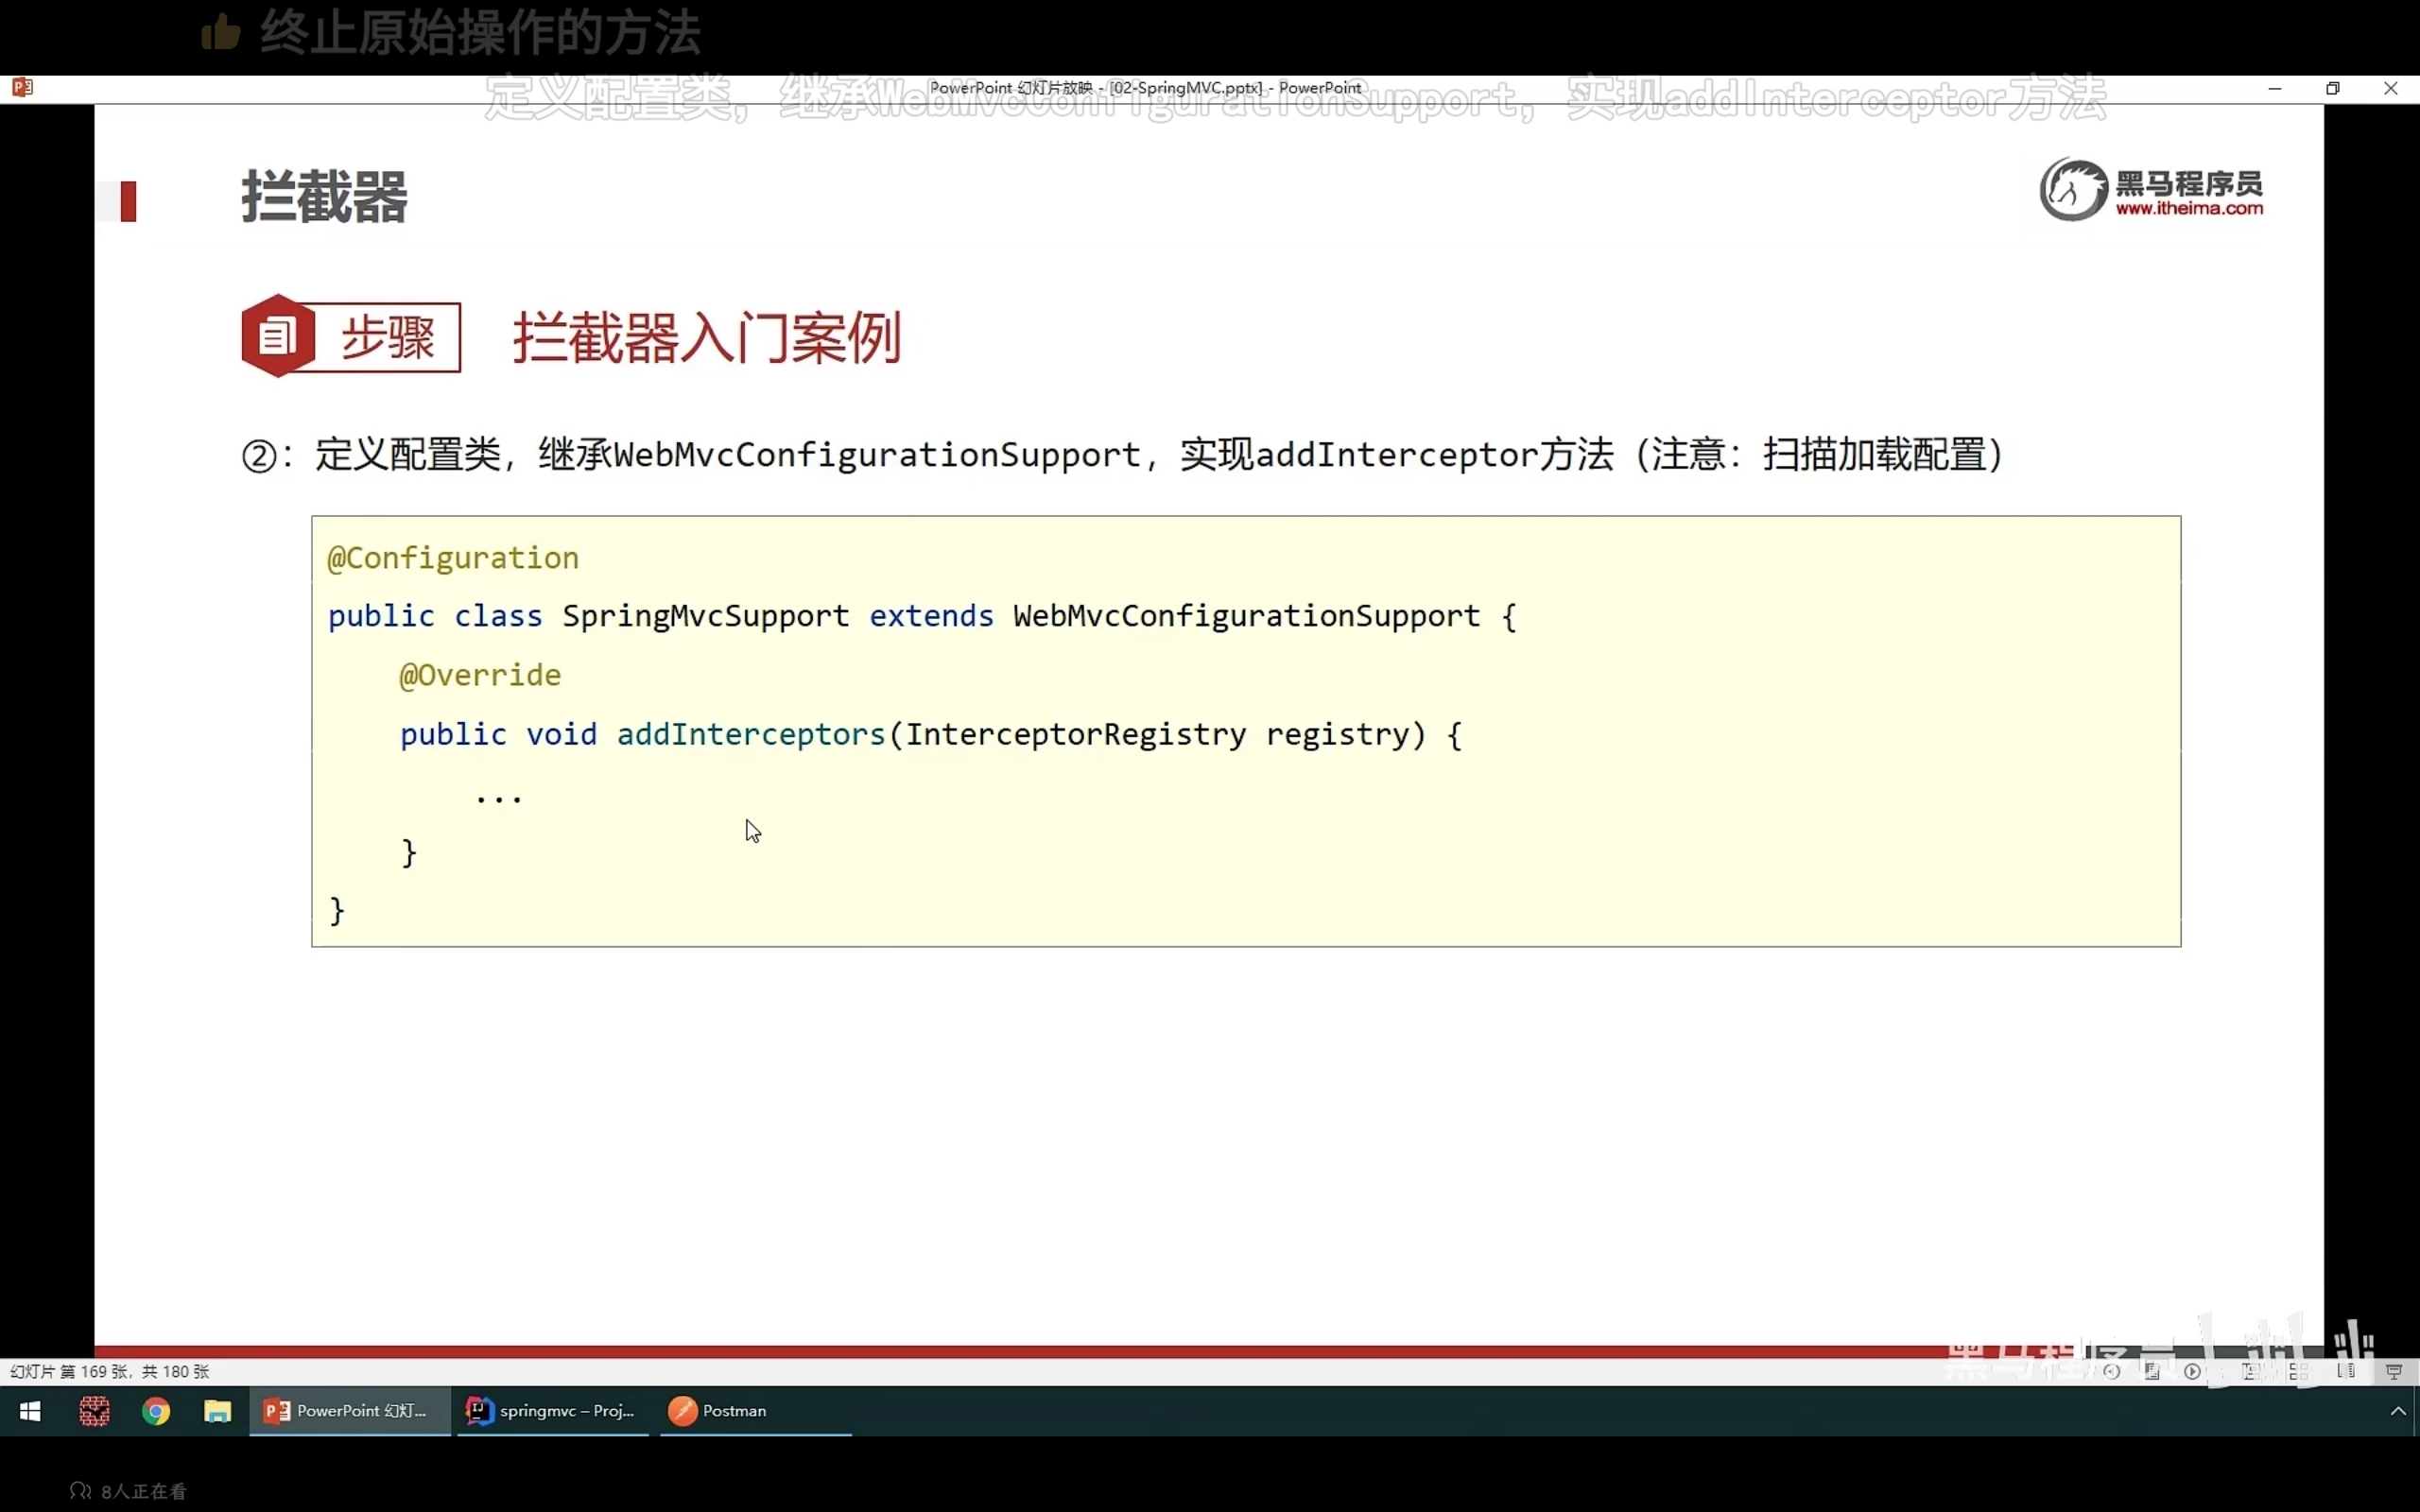 终止原始操作的方法
定义配置类，继承WebMvcConfigurationSupport，实现addInterceptor方法
PowerPoint 幻灯片放映 - [02-SpringMVC.pptx] - PowerPoint
拦截器
黑马程序员
www.itheima.com
步骤
拦截器入门案例
②：定义配置类，继承WebMvcConfigurationSupport，实现addInterceptor方法（注意：扫描加载配置）
@Configuration
public class SpringMvcSupport extends WebMvcConfigurationSupport {
@Override
public void addInterceptors(InterceptorRegistry registry) {
...
}
}
黑马程序员
幻灯片 第 169 张，共 180 张
PowerPoint 幻灯...
springmvc – Proj...
Postman
8人正在看